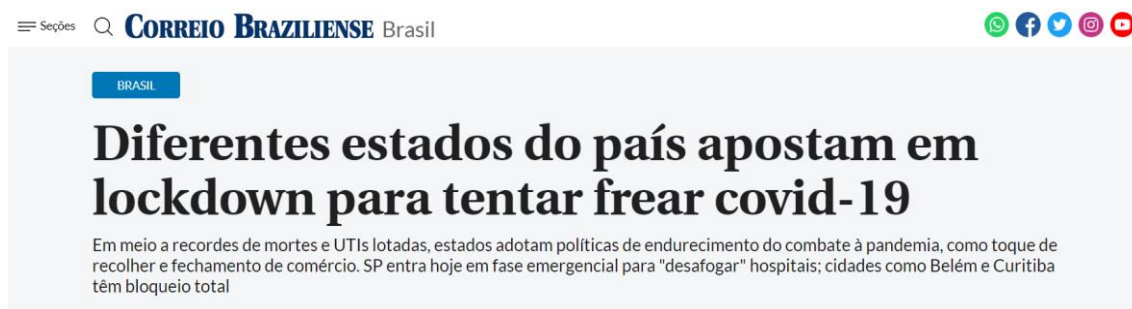 Seções CORREIO BRAZILIENSE Brasil
BRASIL
Diferentes estados do país apostam em
lockdown para tentar frear covid-19
Em meio a recordes de mortes e UTIs lotadas, estados adotam políticas de endurecimento do combate à pandemia, como toque de
recolher e fechamento de comércio. SP entra hoje em fase emergencial para "desafogar" hospitais; cidades como Belém e Curitiba
têm bloqueio total